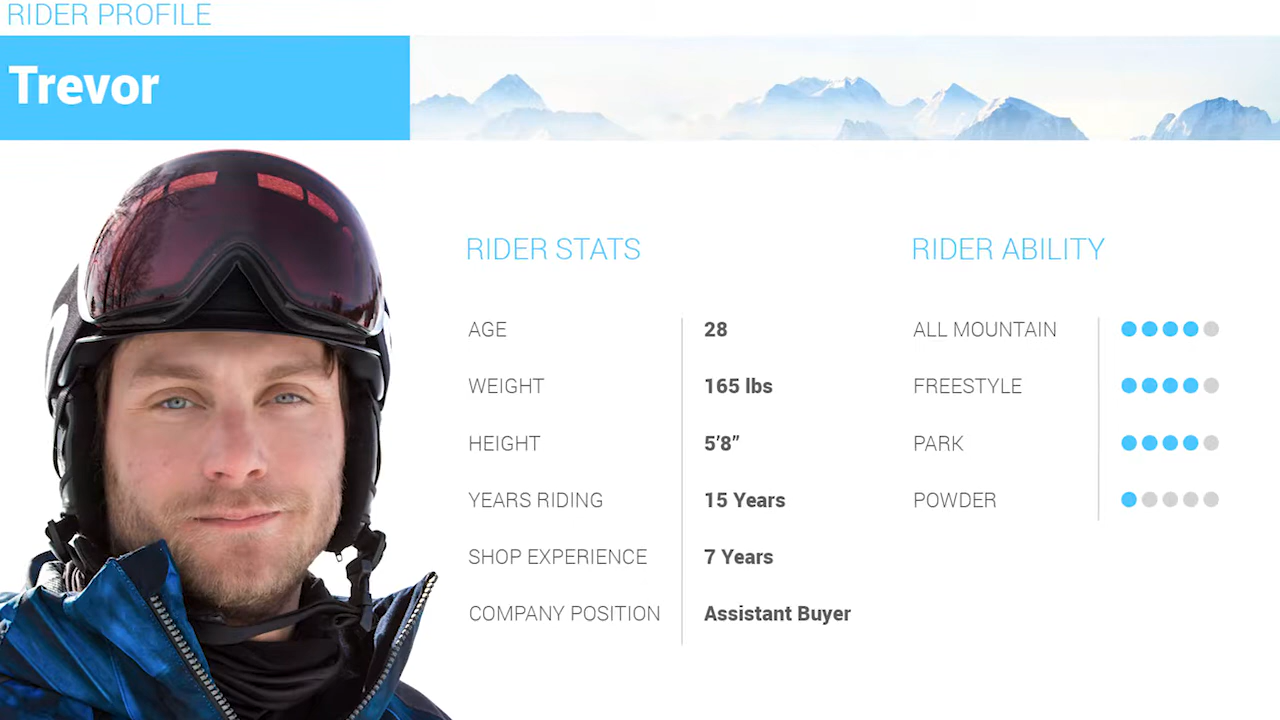 RIDER PROFILE
Trevor
RIDER STATS
AGE 28
WEIGHT 165 lbs
HEIGHT 5’8”
YEARS RIDING 15 Years
SHOP EXPERIENCE 7 Years
COMPANY POSITION Assistant Buyer
RIDER ABILITY
ALL MOUNTAIN
FREESTYLE
PARK
POWDER